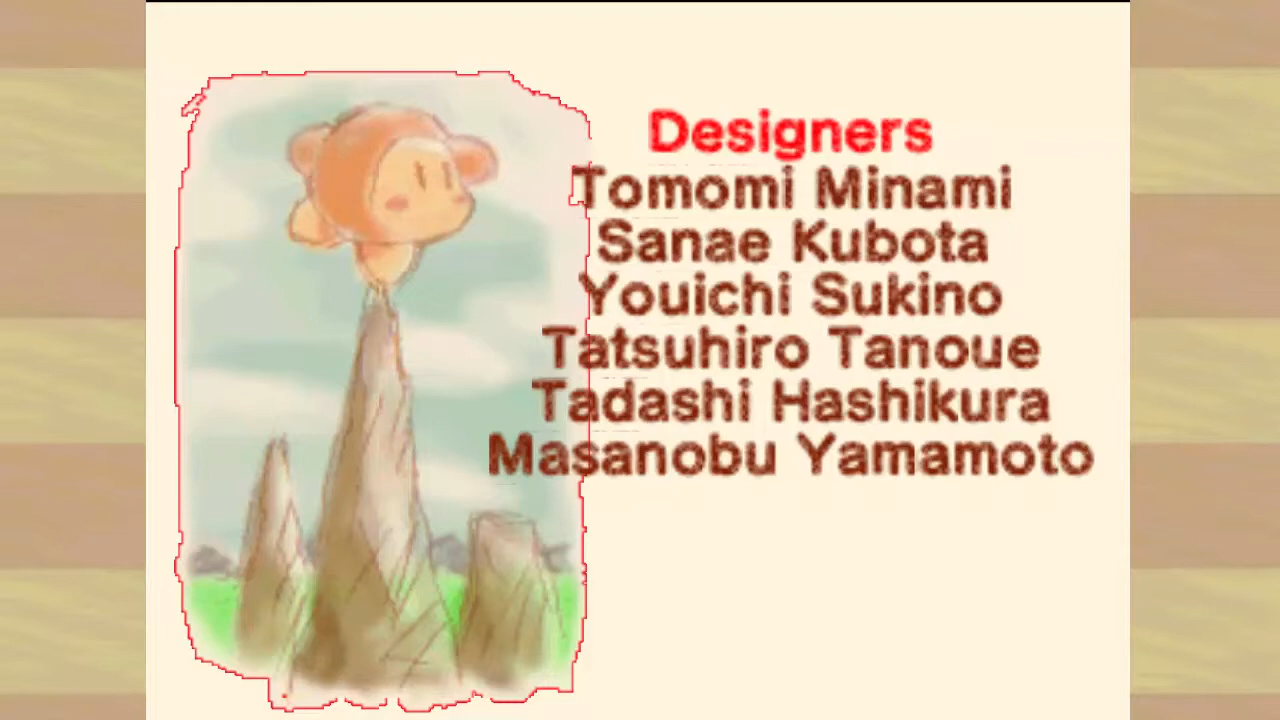 Designers
Tomomi Minami
Sanae Kubota
Youichi Sukino
Tatsuhiro Tanoue
Tadashi Hashikura
Masanobu Yamamoto